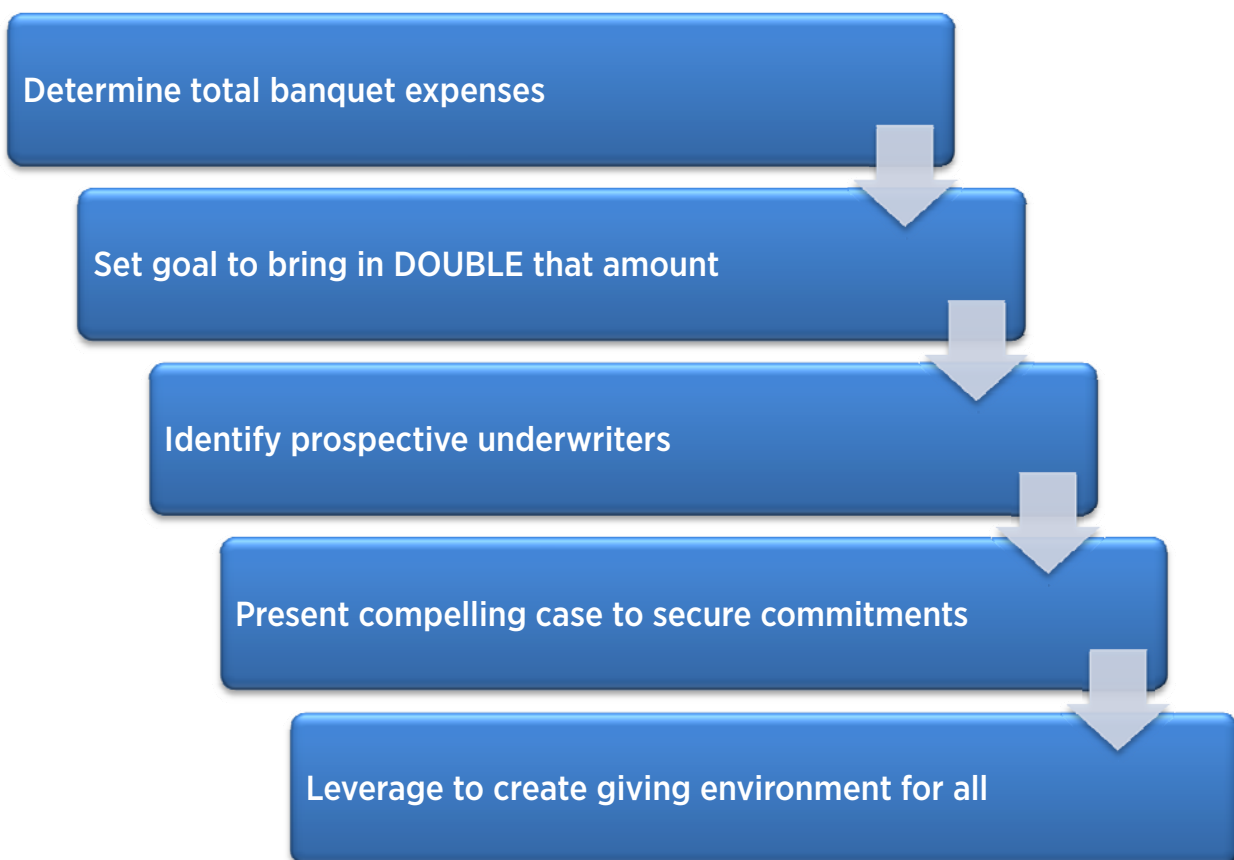 Determine total banquet expenses
Set goal to bring in DOUBLE that amount
Identify prospective underwriters
Present compelling case to secure commitments
Leverage to create giving environment for all